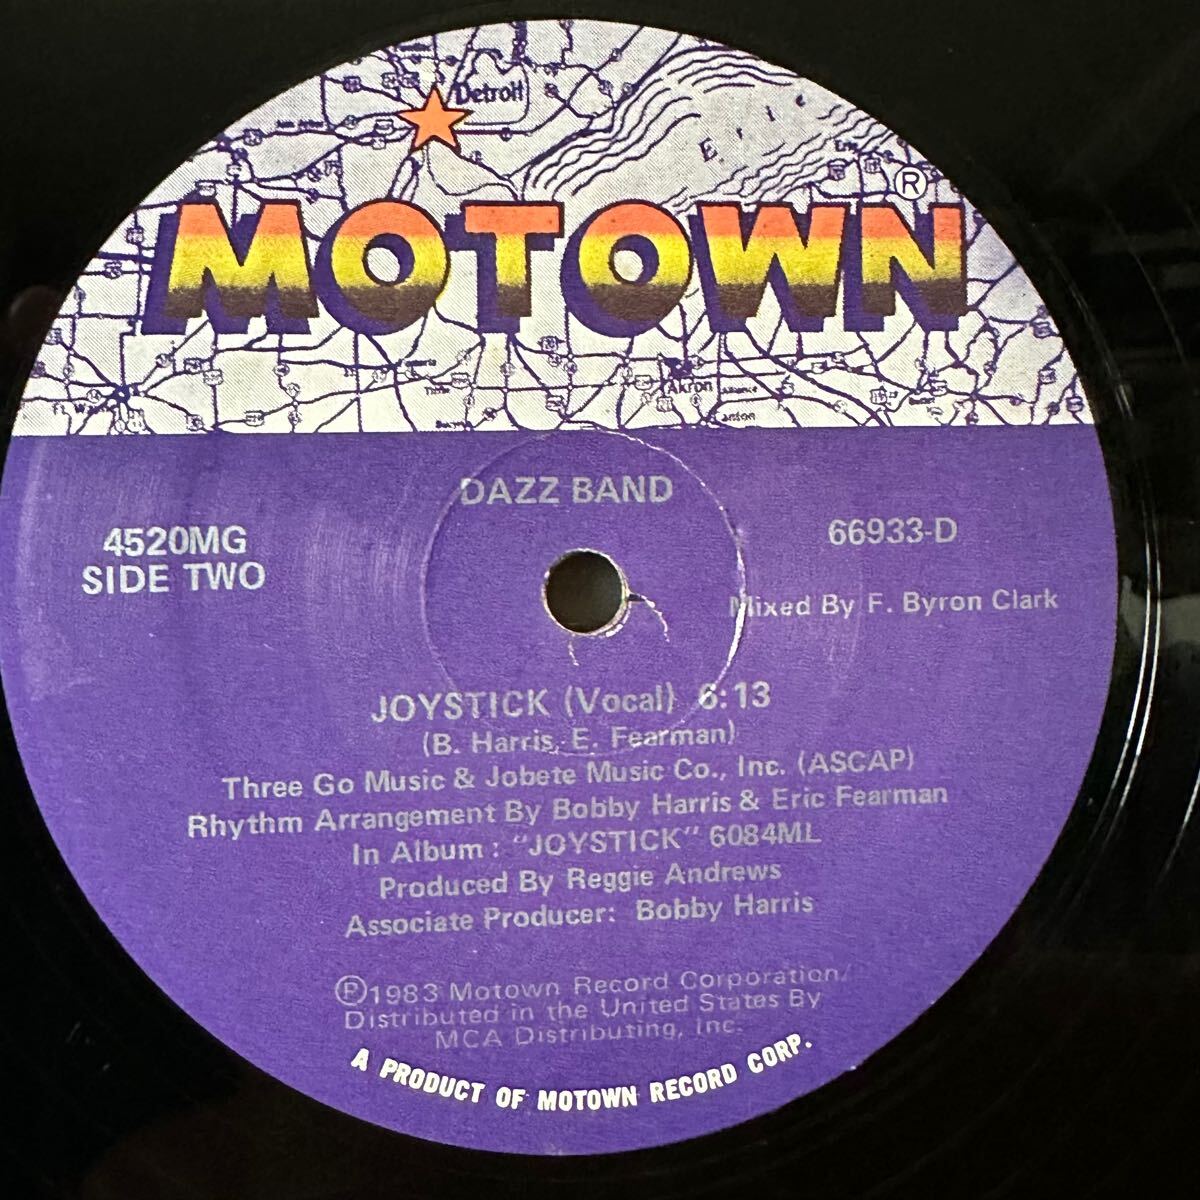 Detroit
Erie
Erie
®
MOTOWN
Akron
Canton
DAZZ BAND
4520MG
SIDE TWO
66933-D
Mixed By F. Byron Clark
JOYSTICK (Vocal) 6:13
(B. Harris, E. Fearman)
Three Go Music & Jobete Music Co., Inc. (ASCAP)
Rhythm Arrangement By Bobby Harris & Eric Fearman
In Album: "JOYSTICK" 6084ML
Produced By Reggie Andrews
Associate Producer: Bobby Harris
℗1983 Motown Record Corporation/
Distributed in the United States By
MCA Distributing, Inc.
A PRODUCT OF MOTOWN RECORD CORP.